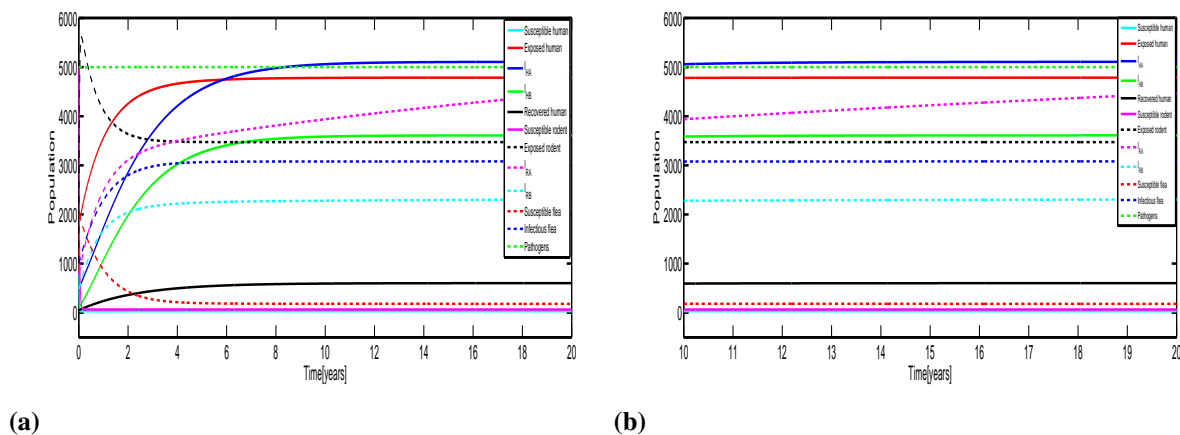 6000
5000
4000
3000
2000
1000
0
Population
0 2 4 6 8 10 12 14 16 18 20
Time[years]
Susceptible human
Exposed human
I_HA
I_HB
Recovered human
Susceptible rodent
Exposed rodent
I_RA
I_RB
Susceptible flea
Infectious flea
Pathogens
(a)
6000
5000
4000
3000
2000
1000
0
Population
10 11 12 13 14 15 16 17 18 19 20
Time[years]
Susceptible human
Exposed human
I_HA
I_HB
Recovered human
Susceptible rodent
Exposed rodent
I_RA
I_RB
Susceptible flea
Infectious flea
Pathogens
(b)